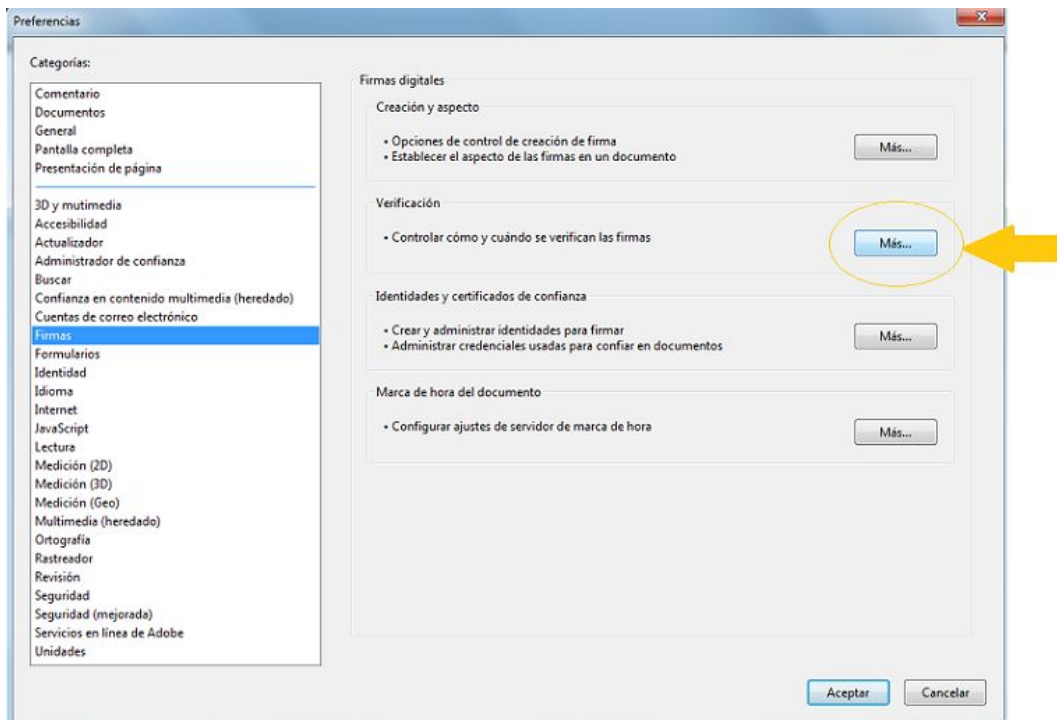 Preferencias
Categorías:
Comentario
Documentos
General
Pantalla completa
Presentación de página
3D y mutimedia
Accesibilidad
Actualizador
Administrador de confianza
Buscar
Confianza en contenido multimedia (heredado)
Cuentas de correo electrónico
Firmas
Formularios
Identidad
Idioma
Internet
JavaScript
Lectura
Medición (2D)
Medición (3D)
Medición (Geo)
Multimedia (heredado)
Ortografía
Rastreador
Revisión
Seguridad
Seguridad (mejorada)
Servicios en línea de Adobe
Unidades
Firmas digitales
Creación y aspecto
• Opciones de control de creación de firma
• Establecer el aspecto de las firmas en un documento
Más...
Verificación
• Controlar cómo y cuándo se verifican las firmas
Más...
Identidades y certificados de confianza
• Crear y administrar identidades para firmar
• Administrar credenciales usadas para confiar en documentos
Más...
Marca de hora del documento
• Configurar ajustes de servidor de marca de hora
Más...
Aceptar
Cancelar